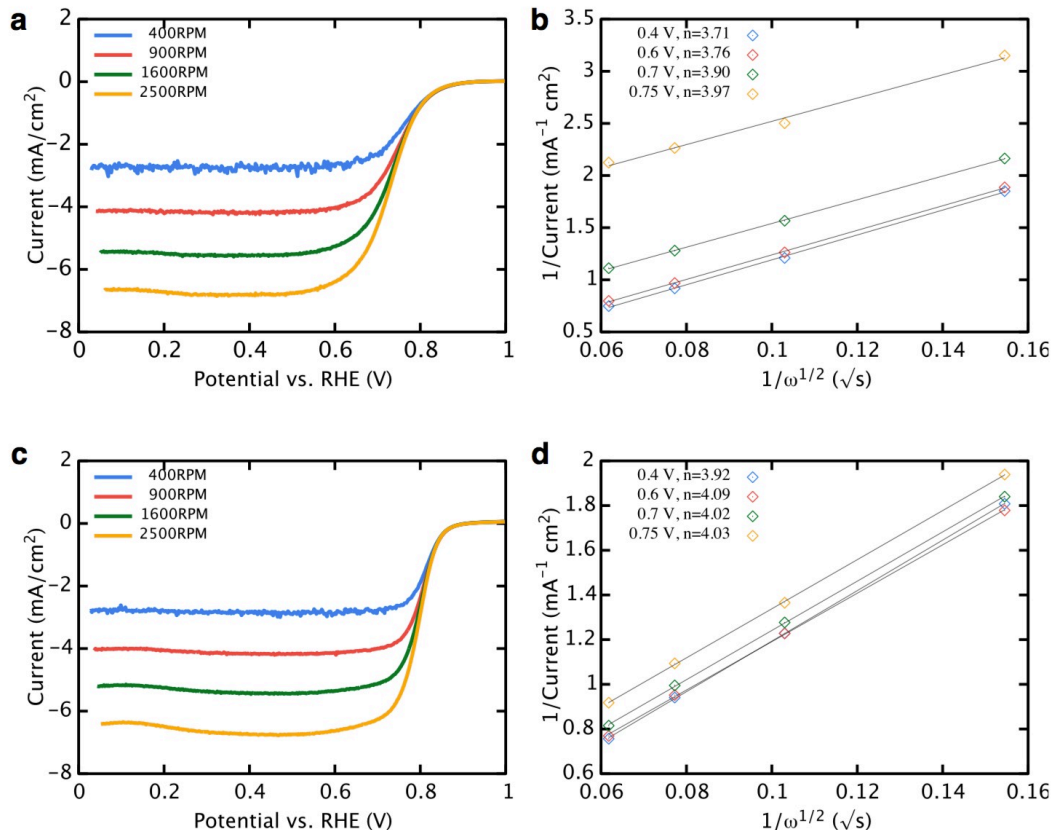 a
400RPM
900RPM
1600RPM
2500RPM
2
0
−2
−4
−6
−8
Current (mA/cm²)
0 0.2 0.4 0.6 0.8 1
Potential vs. RHE (V)
b
0.4 V, n=3.71
0.6 V, n=3.76
0.7 V, n=3.90
0.75 V, n=3.97
3.5
3
2.5
2
1.5
1
0.5
1/Current (mA⁻¹ cm²)
0.06 0.08 0.1 0.12 0.14 0.16
1/ω¹/² (√s)
c
400RPM
900RPM
1600RPM
2500RPM
2
0
−2
−4
−6
−8
Current (mA/cm²)
0 0.2 0.4 0.6 0.8 1
Potential vs. RHE (V)
d
0.4 V, n=3.92
0.6 V, n=4.09
0.7 V, n=4.02
0.75 V, n=4.03
2
1.8
1.6
1.4
1.2
1
0.8
0.6
1/Current (mA⁻¹ cm²)
0.06 0.08 0.1 0.12 0.14 0.16
1/ω¹/² (√s)